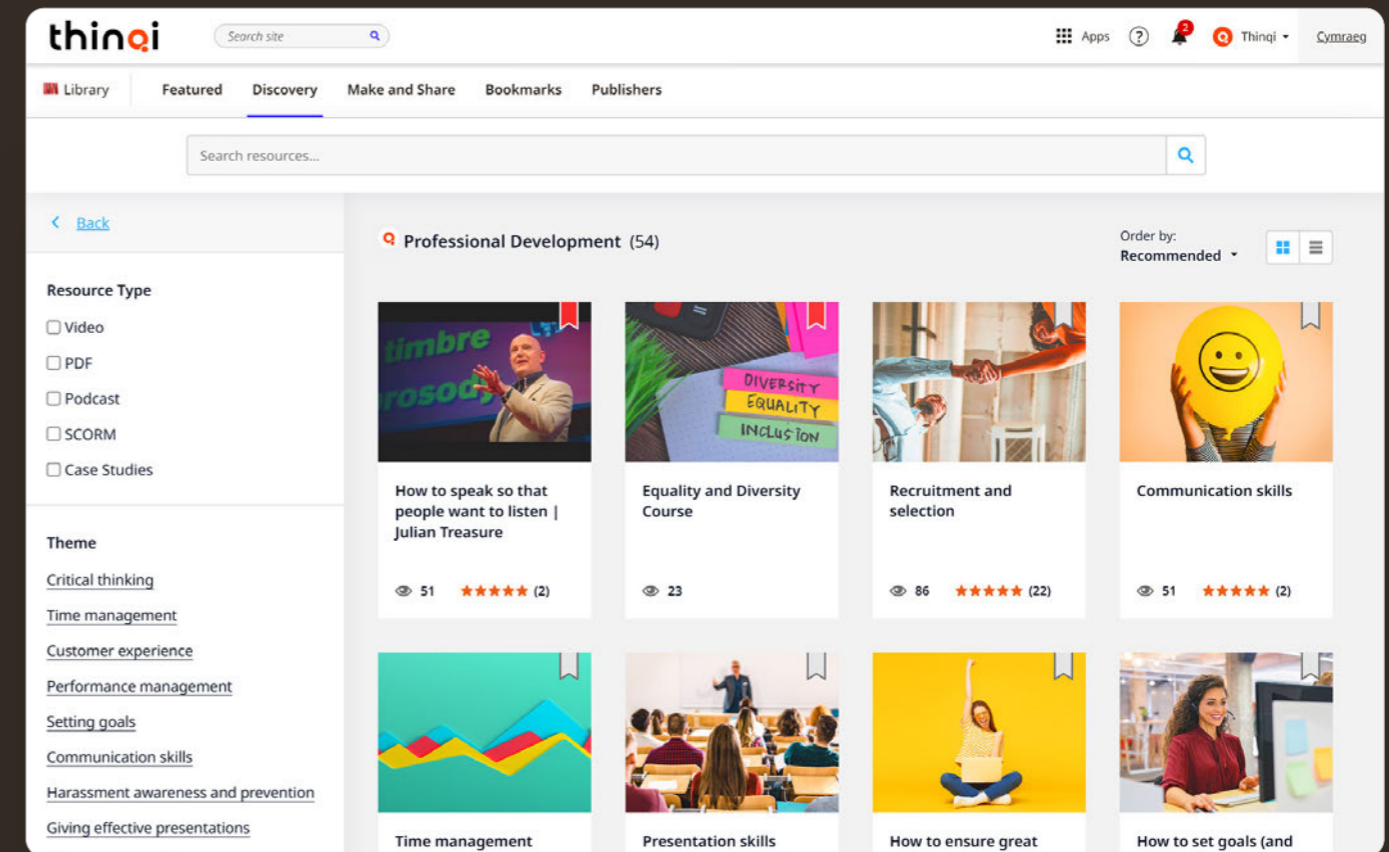 thinqi
Search site
Apps
?
2
Thinqi
Cymraeg
Library
Featured
Discovery
Make and Share
Bookmarks
Publishers
Search resources...
Back
Professional Development (54)
Order by:
Recommended
Resource Type
Video
PDF
Podcast
SCORM
Case Studies
Theme
Critical thinking
Time management
Customer experience
Performance management
Setting goals
Communication skills
Harassment awareness and prevention
Giving effective presentations
timbre
prosody
How to speak so that
people want to listen |
Julian Treasure
51
(2)
DIVERSITY
EQUALITY
INCLUSION
Equality and Diversity
Course
23
Recruitment and
selection
86
(22)
Communication skills
51
(2)
Time management
Presentation skills
How to ensure great
How to set goals (and